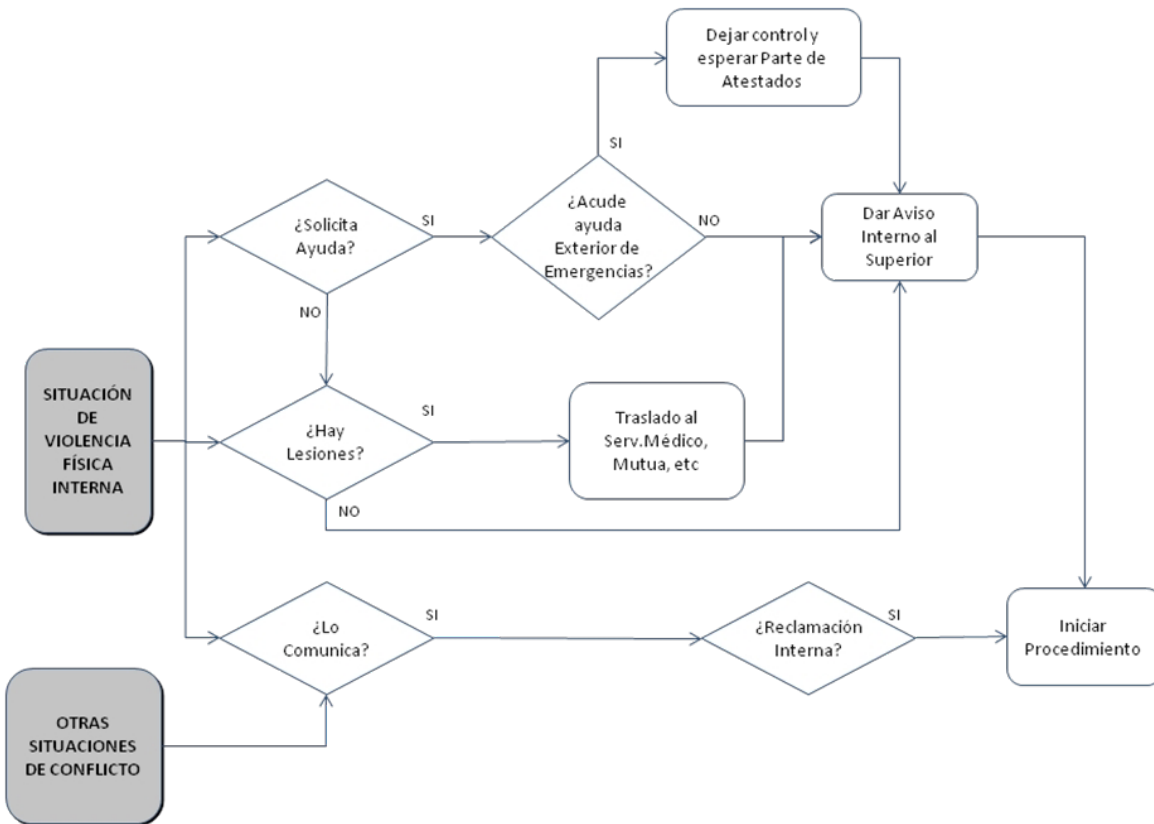 Dejar control y
esperar Parte de
Atestados
SI
¿Solicita
Ayuda?
SI
¿Acude
ayuda
Exterior de
Emergencias?
NO
Dar Aviso
Interno al
Superior
NO
SITUACIÓN
DE
VIOLENCIA
FÍSICA
INTERNA
¿Hay
Lesiones?
SI
Traslado al
Serv.Médico,
Mutua, etc
NO
¿Lo
Comunica?
SI
¿Reclamación
Interna?
SI
Iniciar
Procedimiento
OTRAS
SITUACIONES
DE CONFLICTO